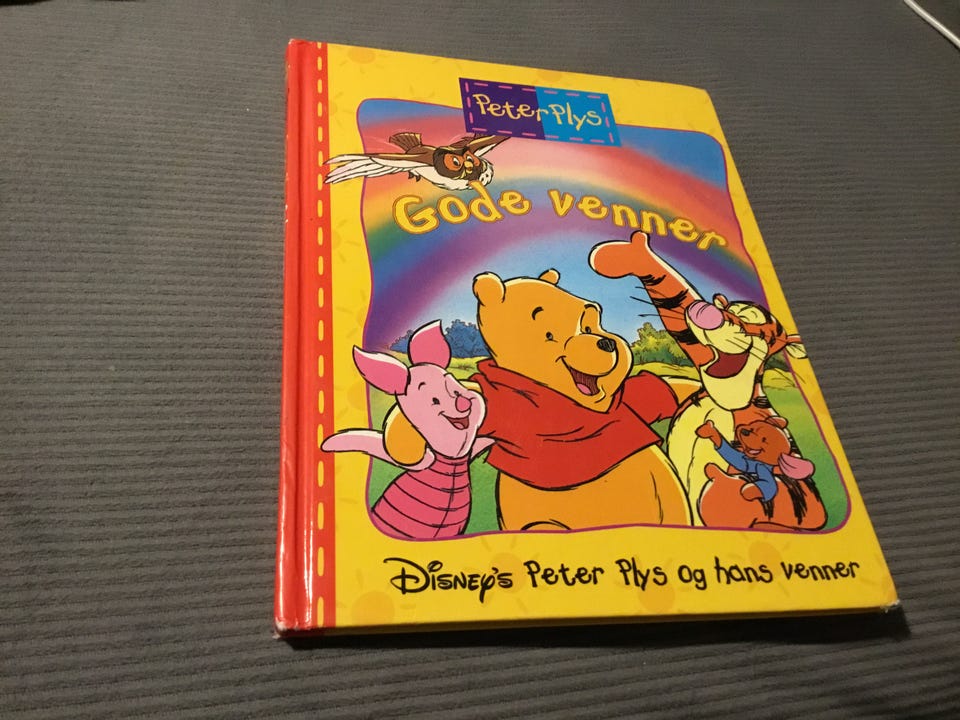 Peter Plys
Gode venner
Disney's Peter Plys og hans venner